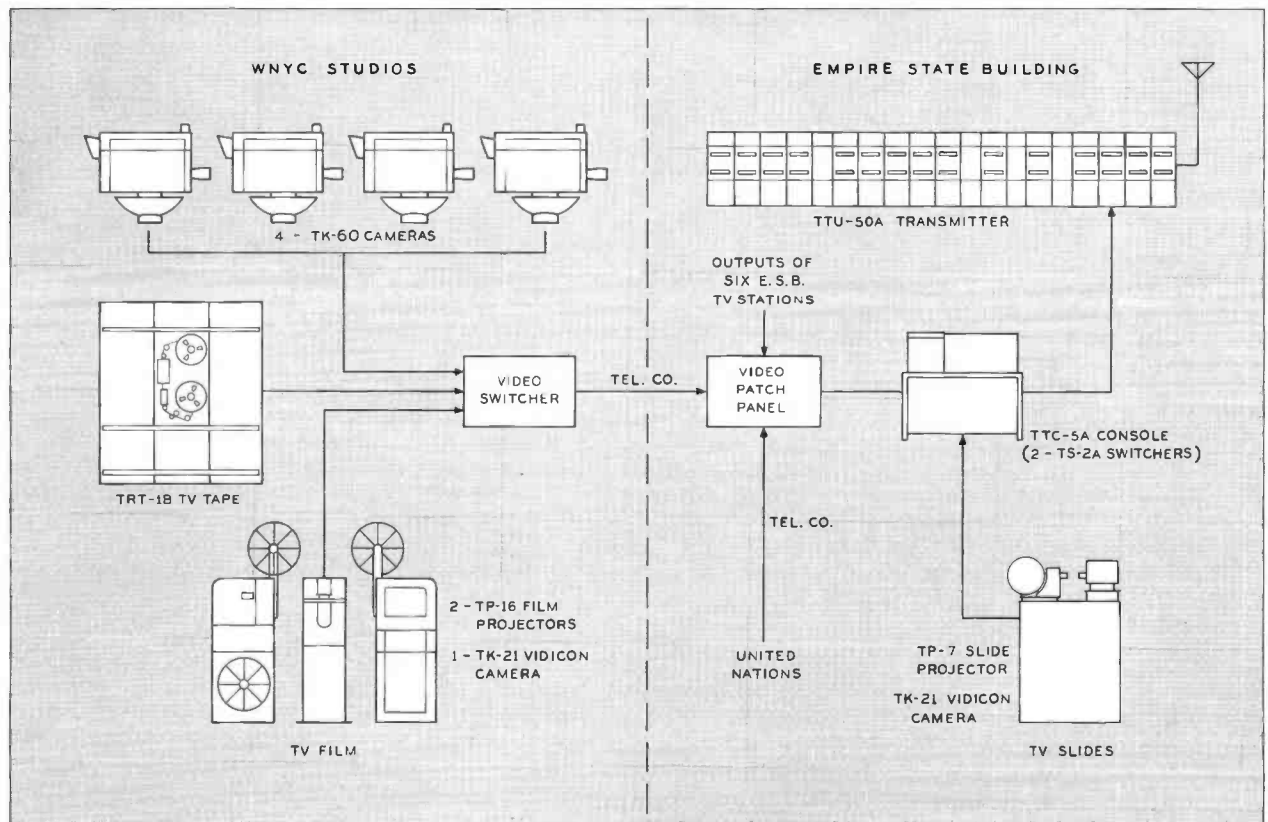 WNYC STUDIOS
4 - TK-60 CAMERAS
VIDEO
SWITCHER
TEL. CO.
TRT-1B TV TAPE
2 - TP-16 FILM
PROJECTORS
1 - TK-21 VIDICON
CAMERA
TV FILM
EMPIRE STATE BUILDING
TTU-50A TRANSMITTER
OUTPUTS OF
SIX E.S.B.
TV STATIONS
VIDEO
PATCH
PANEL
TTC-5A CONSOLE
(2 - TS-2A SWITCHERS)
TEL. CO.
UNITED
NATIONS
TP-7 SLIDE
PROJECTOR
TK-21 VIDICON
CAMERA
TV SLIDES